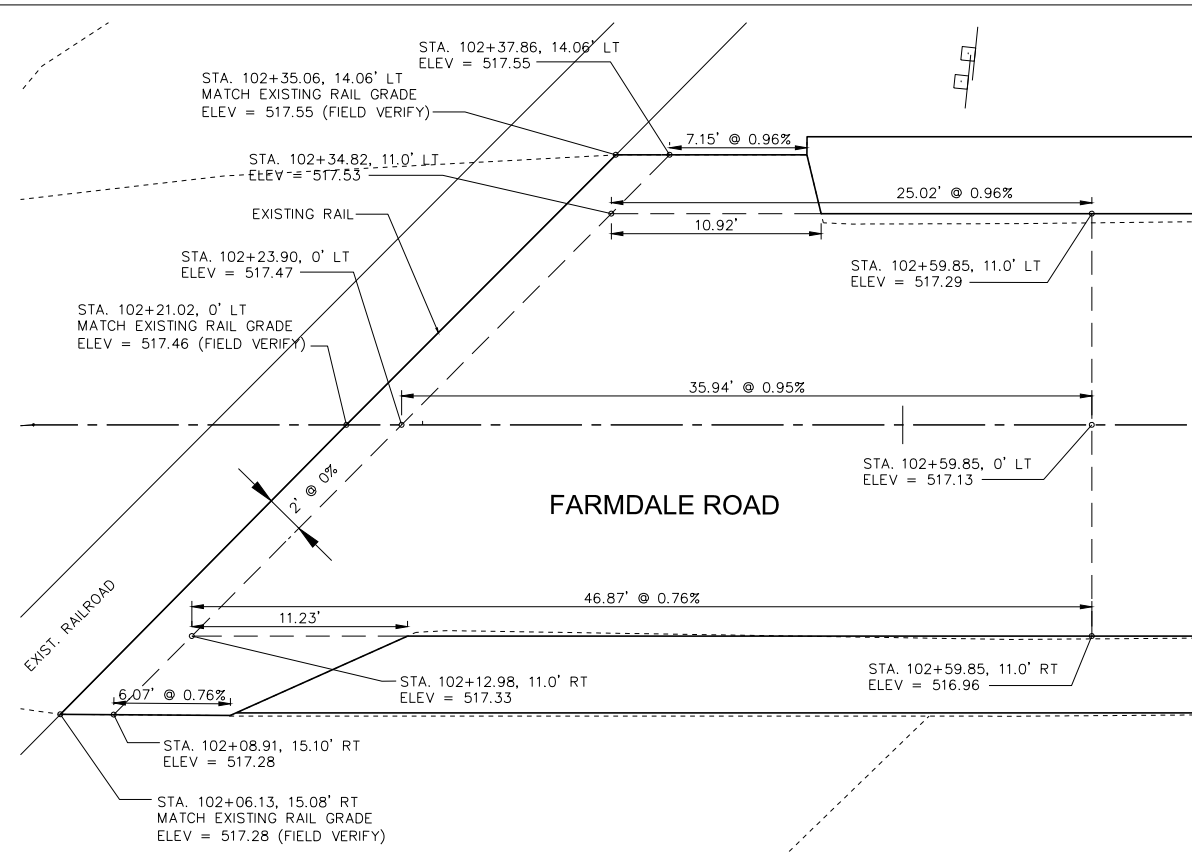 STA. 102+37.86, 14.06' LT
ELEV = 517.55
STA. 102+35.06, 14.06' LT
MATCH EXISTING RAIL GRADE
ELEV = 517.55 (FIELD VERIFY)
7.15' @ 0.96%
STA. 102+34.82, 11.0' LT
ELEV = 517.53
25.02' @ 0.96%
EXISTING RAIL
10.92'
STA. 102+23.90, 0' LT
ELEV = 517.47
STA. 102+59.85, 11.0' LT
ELEV = 517.29
STA. 102+21.02, 0' LT
MATCH EXISTING RAIL GRADE
ELEV = 517.46 (FIELD VERIFY)
35.94' @ 0.95%
STA. 102+59.85, 0' LT
ELEV = 517.13
2' @ 0%
FARMDALE ROAD
46.87' @ 0.76%
11.23'
EXIST. RAILROAD
STA. 102+59.85, 11.0' RT
ELEV = 516.96
STA. 102+12.98, 11.0' RT
ELEV = 517.33
6.07' @ 0.76%
STA. 102+08.91, 15.10' RT
ELEV = 517.28
STA. 102+06.13, 15.08' RT
MATCH EXISTING RAIL GRADE
ELEV = 517.28 (FIELD VERIFY)